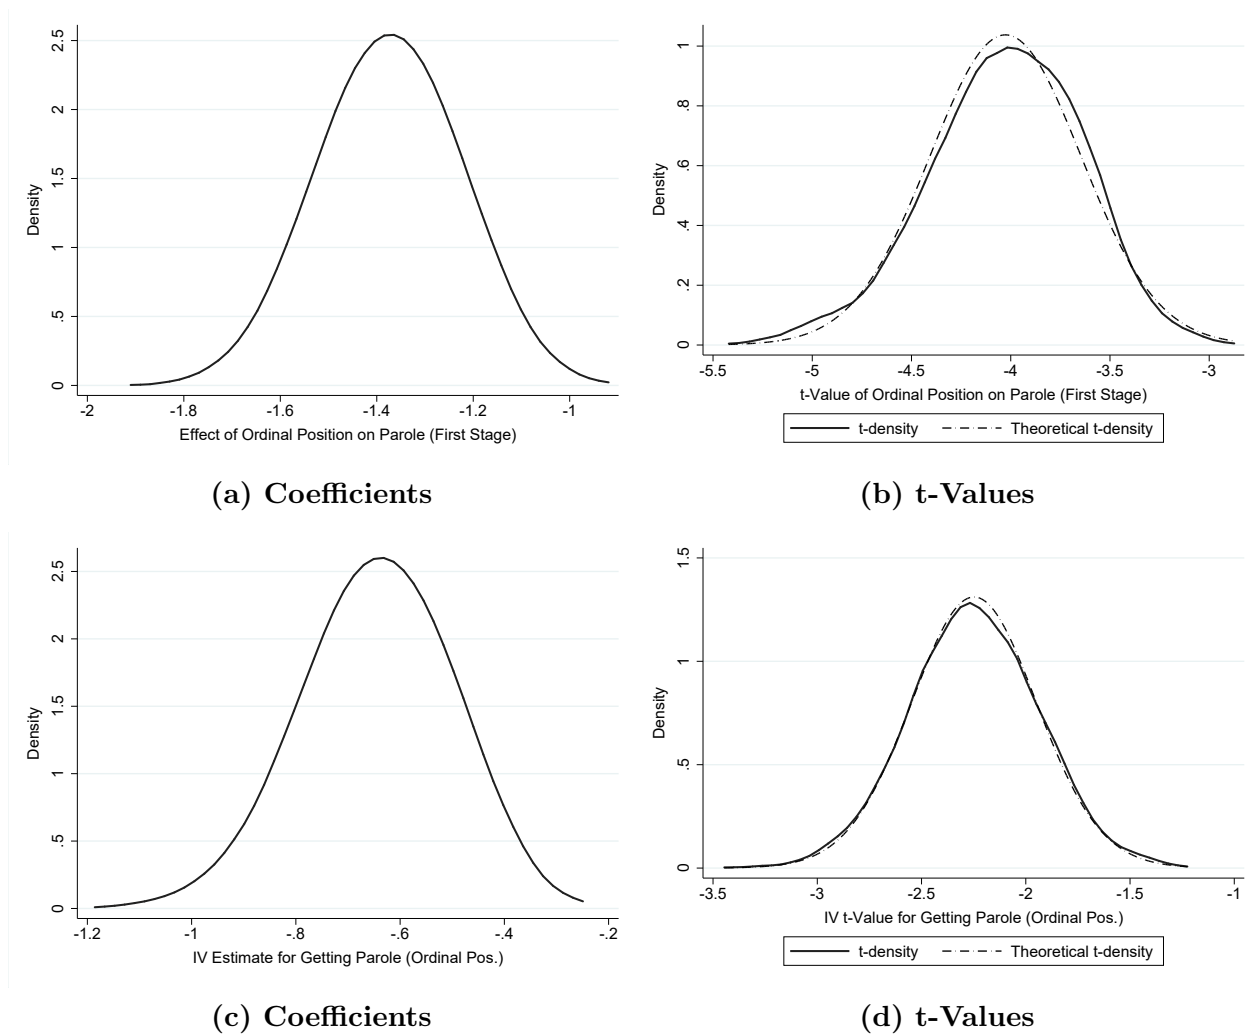 Density
0
.5
1
1.5
2
2.5
-2
-1.8
-1.6
-1.4
-1.2
-1
Effect of Ordinal Position on Parole (First Stage)
(a) Coefficients
Density
0
.2
.4
.6
.8
1
-5.5
-5
-4.5
-4
-3.5
-3
t-Value of Ordinal Position on Parole (First Stage)
t-density
Theoretical t-density
(b) t-Values
Density
0
.5
1
1.5
2
2.5
-1.2
-1
-.8
-.6
-.4
-.2
IV Estimate for Getting Parole (Ordinal Pos.)
(c) Coefficients
Density
0
.5
1
1.5
-3.5
-3
-2.5
-2
-1.5
-1
IV t-Value for Getting Parole (Ordinal Pos.)
t-density
Theoretical t-density
(d) t-Values